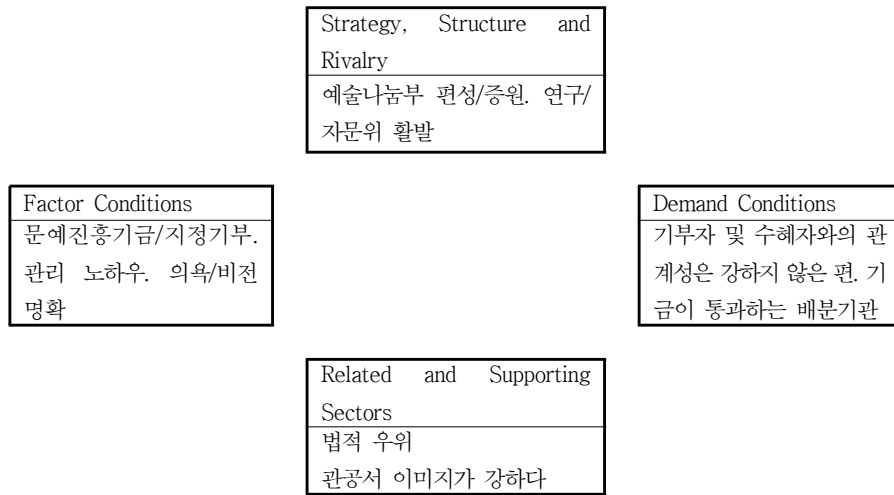 Strategy, Structure and
Rivalry
예술나눔부 편성/증원. 연구/
자문위 활발
Factor Conditions
문예진흥기금/지정기부.
관리 노하우. 의욕/비전
명확
Demand Conditions
기부자 및 수혜자와의 관
계성은 강하지 않은 편. 기
금이 통과하는 배분기관
Related and Supporting
Sectors
법적 우위
관공서 이미지가 강하다